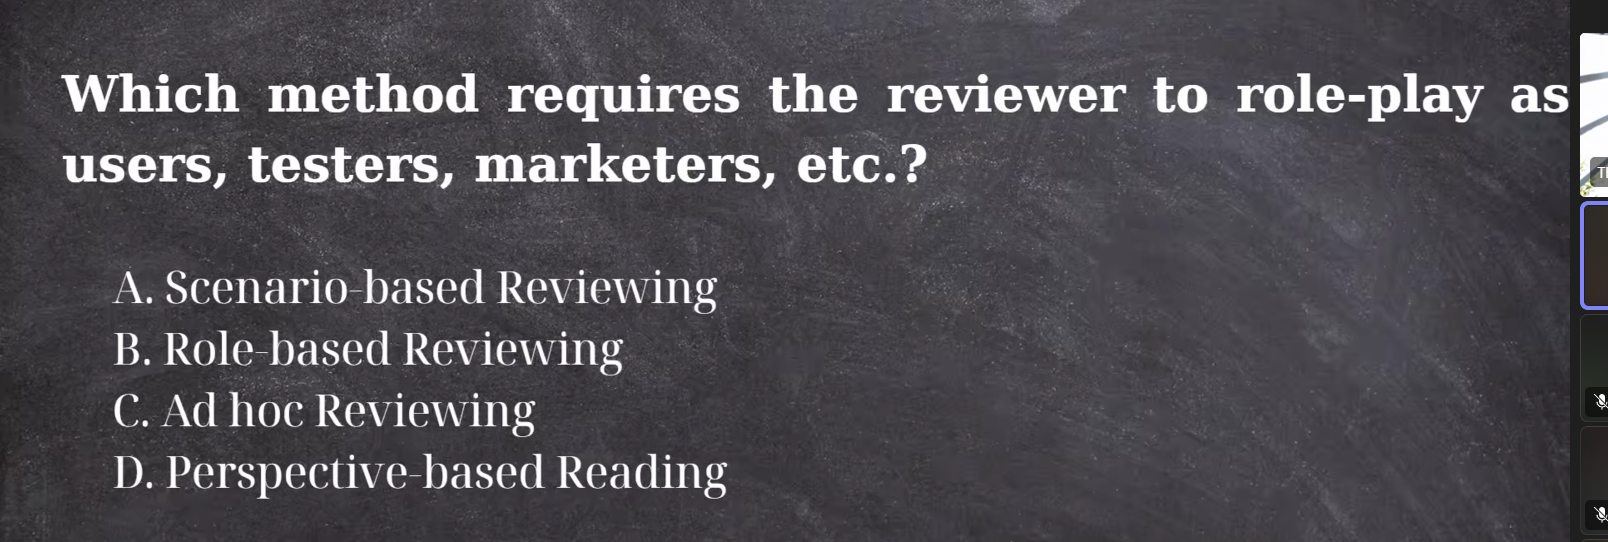 Which method requires the reviewer to role-play as
users, testers, marketers, etc.?
A. Scenario-based Reviewing
B. Role-based Reviewing
C. Ad hoc Reviewing
D. Perspective-based Reading